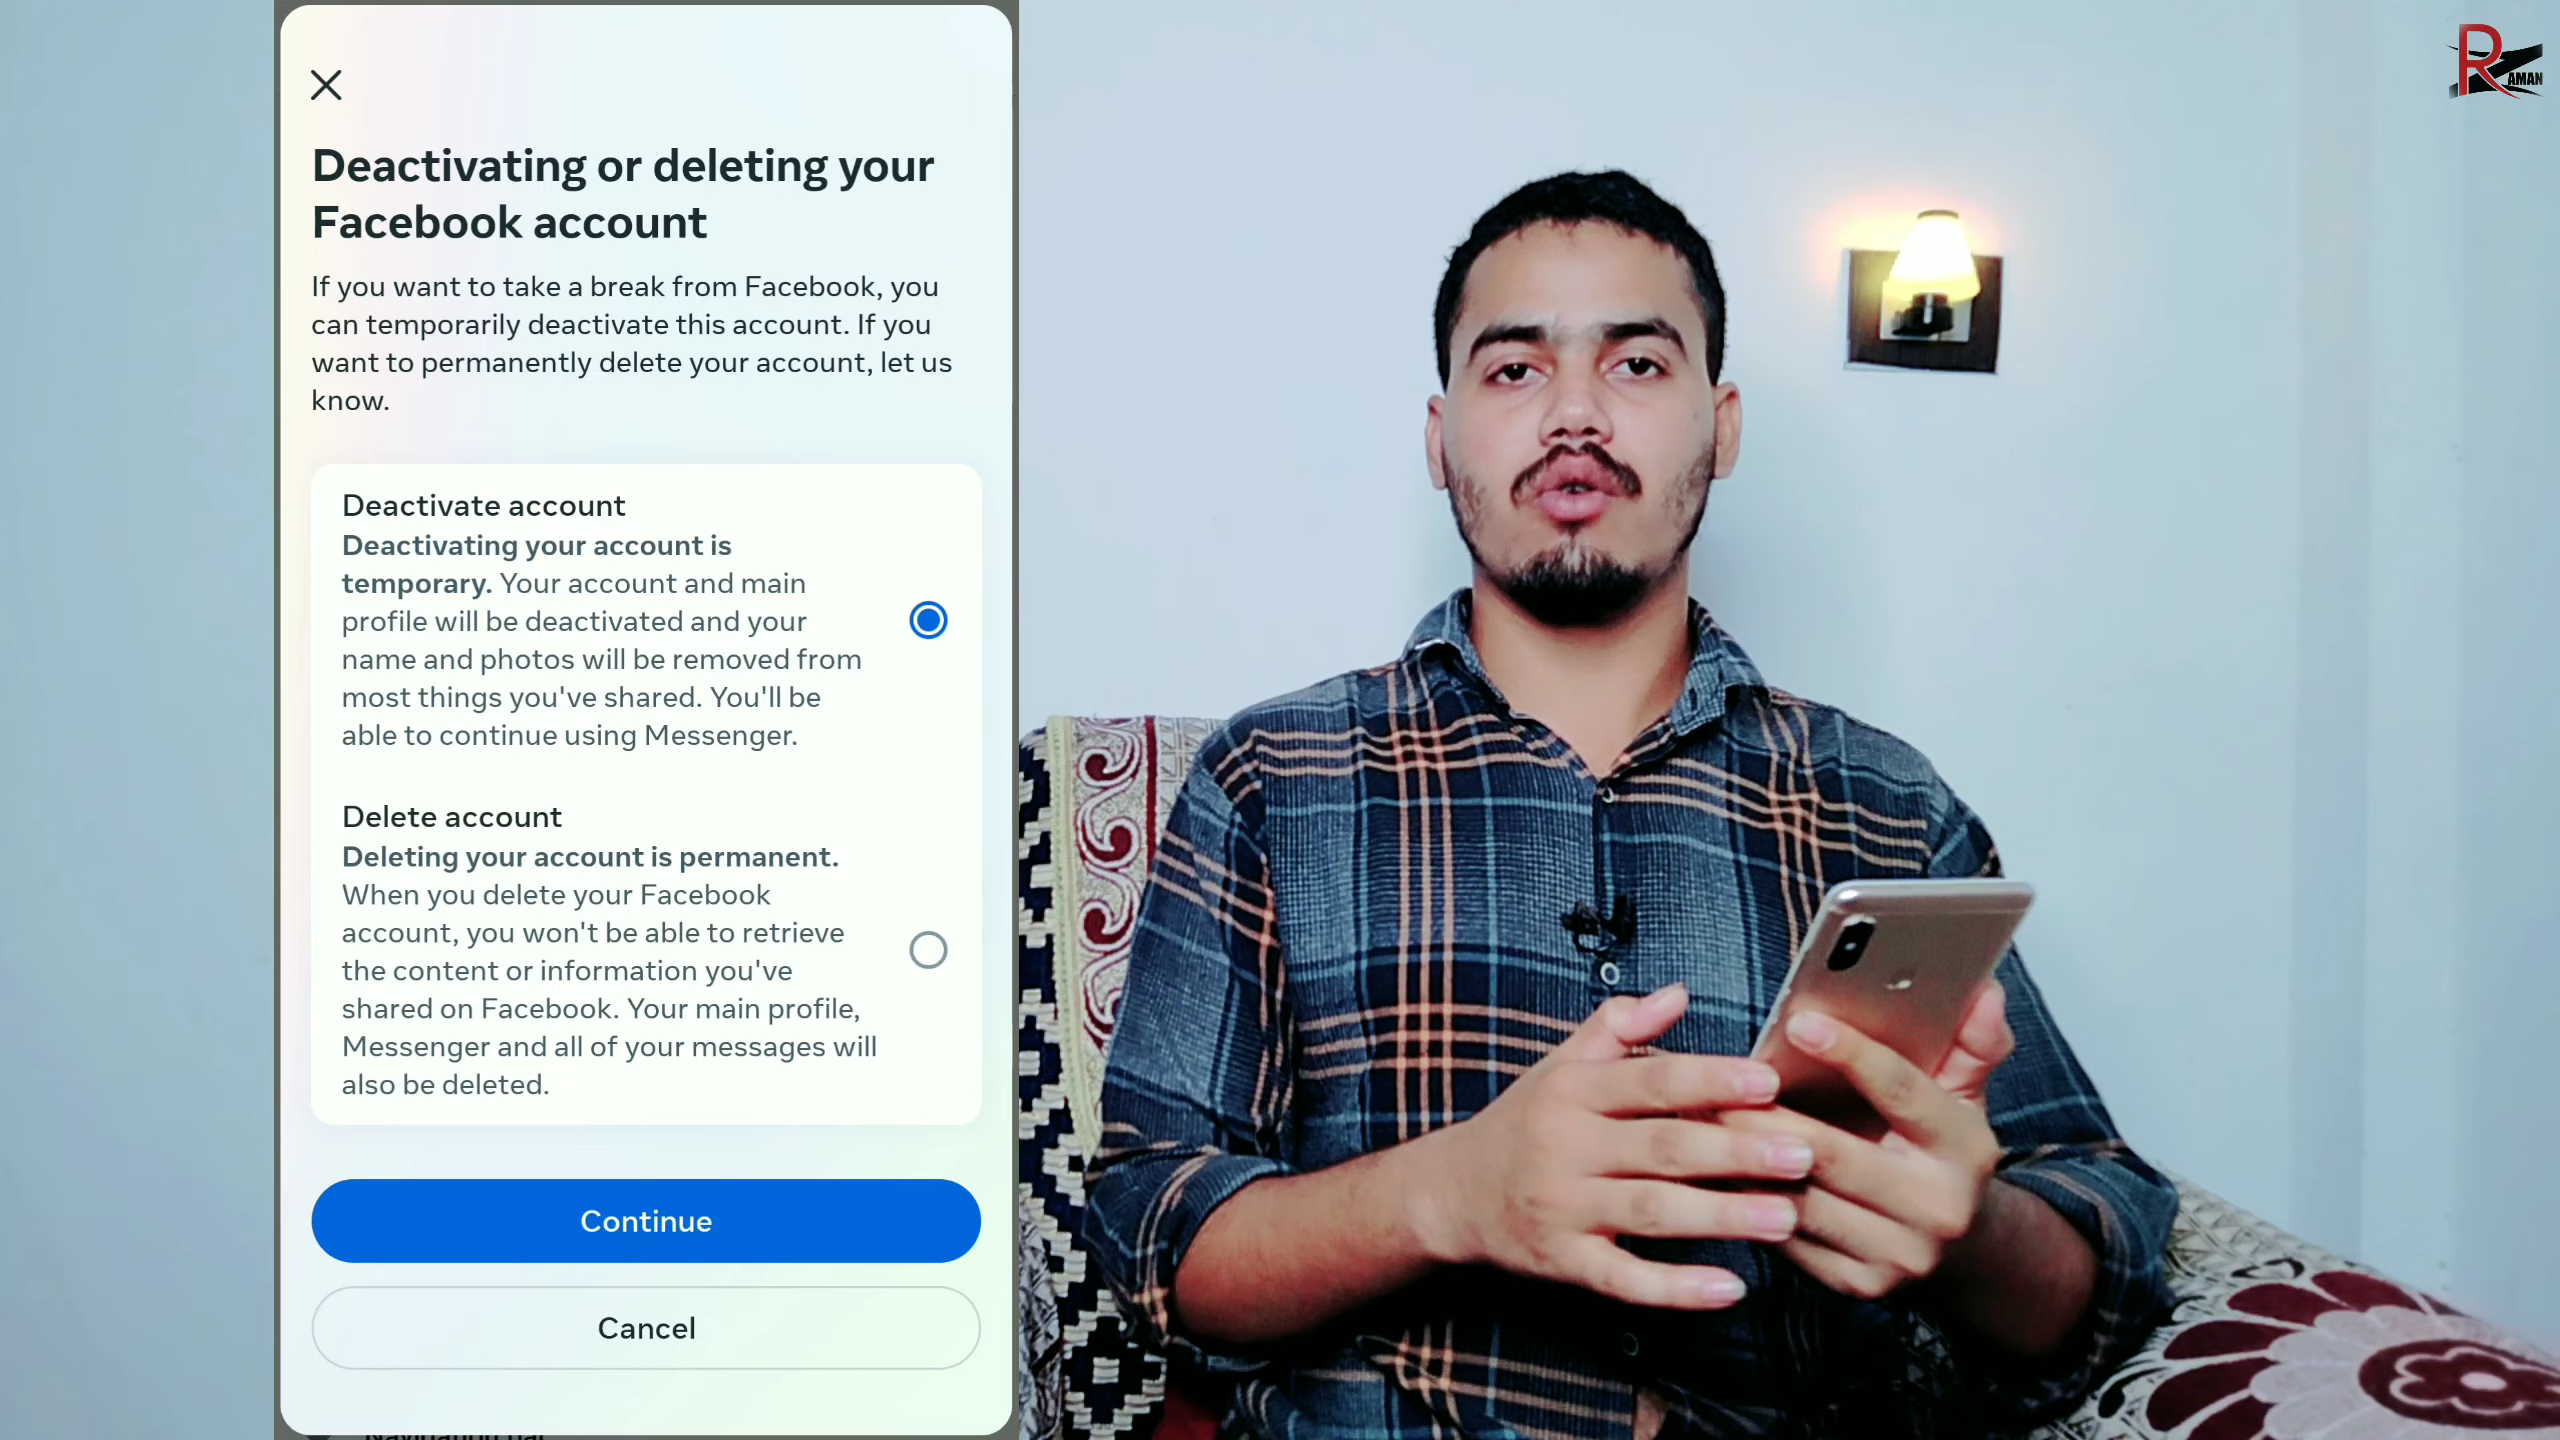 Deactivating or deleting your
Facebook account
If you want to take a break from Facebook, you
can temporarily deactivate this account. If you
want to permanently delete your account, let us
know.
Deactivate account
Deactivating your account is
temporary. Your account and main
profile will be deactivated and your
name and photos will be removed from
most things you've shared. You'll be
able to continue using Messenger.
Delete account
Deleting your account is permanent.
When you delete your Facebook
account, you won't be able to retrieve
the content or information you've
shared on Facebook. Your main profile,
Messenger and all of your messages will
also be deleted.
Continue
Cancel
Navigation bar
RAMAN